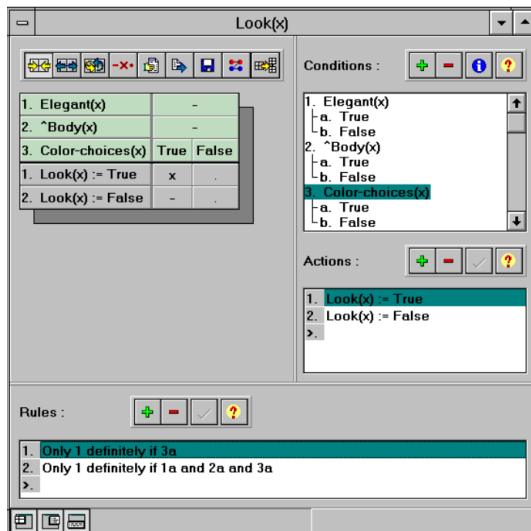 Look(x)
Conditions :
1. Elegant(x) -
2. ^Body(x) -
3. Color-choices(x) True False
1. Look(x) := True x .
2. Look(x) := False - .
1. Elegant(x)
a. True
b. False
2. ^Body(x)
a. True
b. False
3. Color-choices(x)
a. True
b. False
Actions :
1. Look(x) := True
2. Look(x) := False
>.
Rules :
1. Only 1 definitely if 3a
2. Only 1 definitely if 1a and 2a and 3a
>.